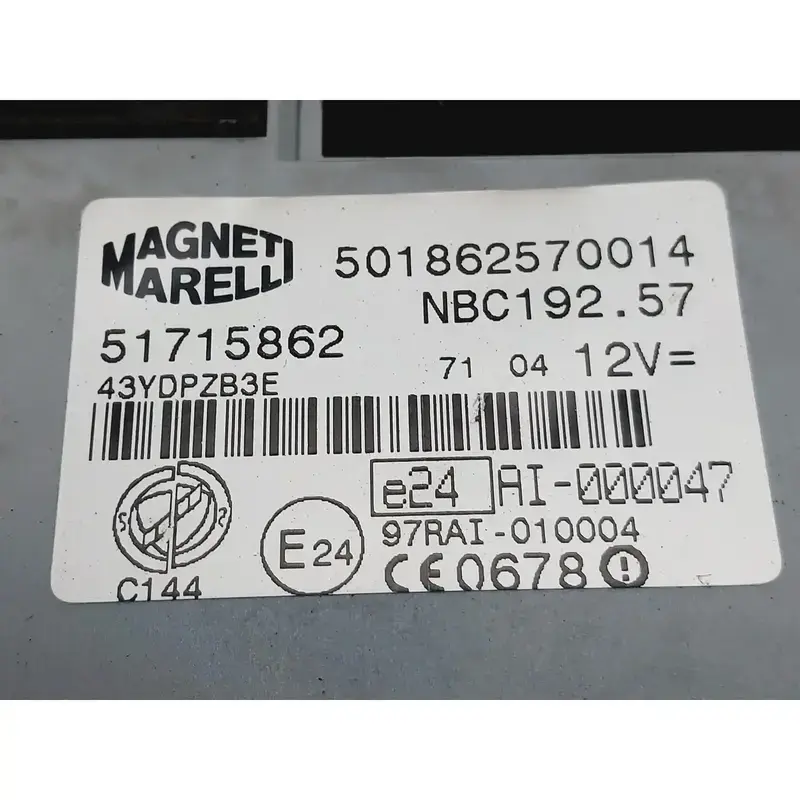 MAGNETI
MARELLI
501862570014
NBC192.57
51715862
71 04 12V=
43YDPZB3E
e24 AI-000047
97RAI-010004
E24
CE0678
C144